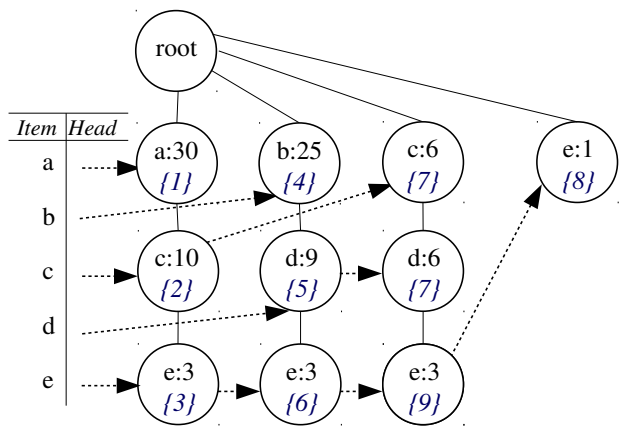 root
Item Head
a
b
c
d
e
a:30
{1}
b:25
{4}
c:6
{7}
e:1
{8}
c:10
{2}
d:9
{5}
d:6
{7}
e:3
{3}
e:3
{6}
e:3
{9}